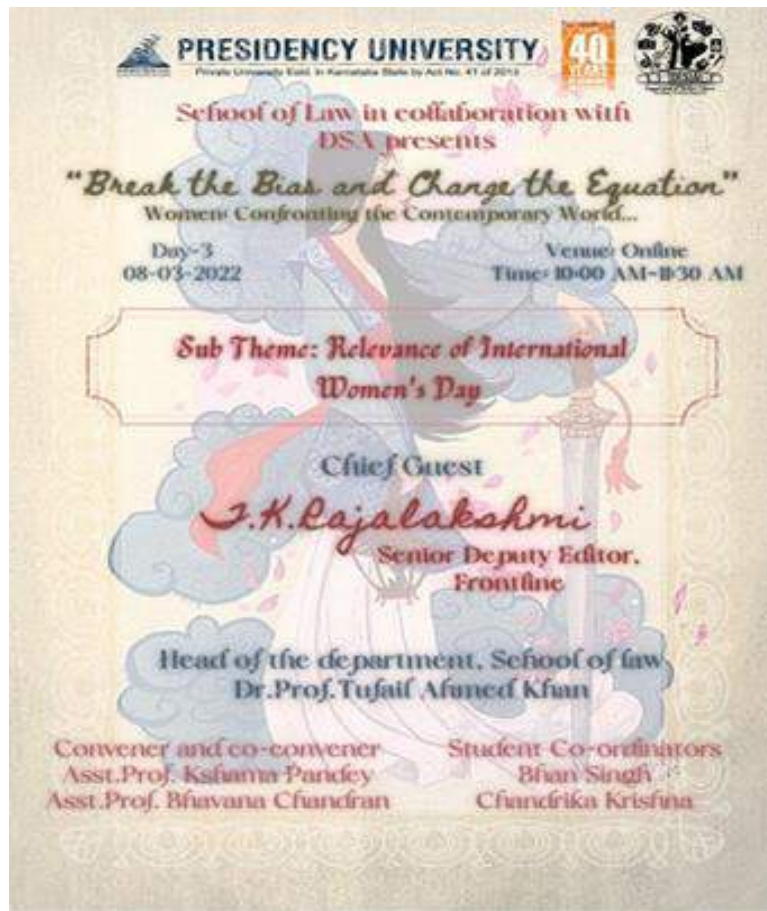 PRESIDENCY UNIVERSITY
Private University Estd. in Karnataka State by Act No. 41 of 2013
40
YEARS
School of Law in collaboration with
DSA presents
"Break the Bias and Change the Equation"
Women: Confronting the Contemporary World...
Day-3
08-03-2022
Venue: Online
Time: 10:00 AM-11:30 AM
Sub Theme: Relevance of International
Women's Day
Chief Guest
T.K.Rajalakshmi
Senior Deputy Editor,
Frontline
Head of the department, School of law
Dr.Prof.Tufail Ahmed Khan
Convener and co-convener
Asst.Prof. Kshama Pandey
Asst.Prof. Bhavana Chandran
Student Co-ordinators
Bhan Singh
Chandrika Krishna